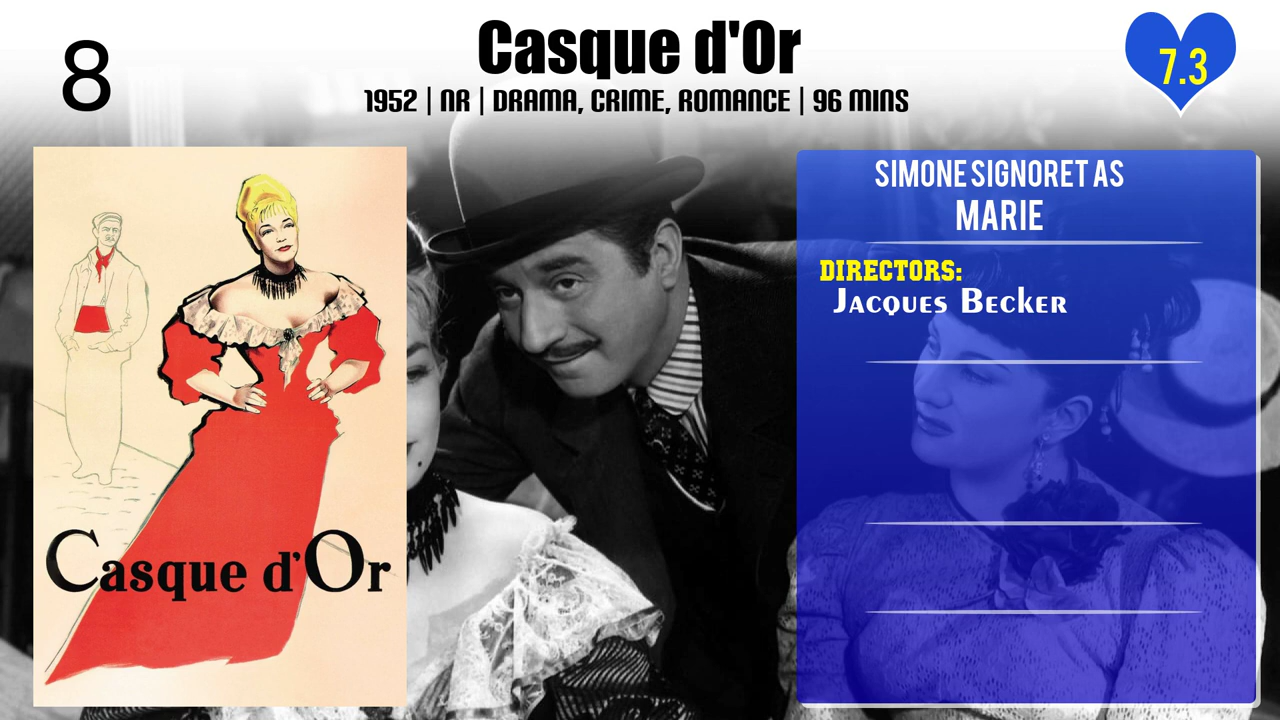 8
Casque d'Or
1952 | NR | DRAMA, CRIME, ROMANCE | 96 MINS
7.3
Casque d'Or
SIMONE SIGNORET AS
MARIE
DIRECTORS:
JACQUES BECKER